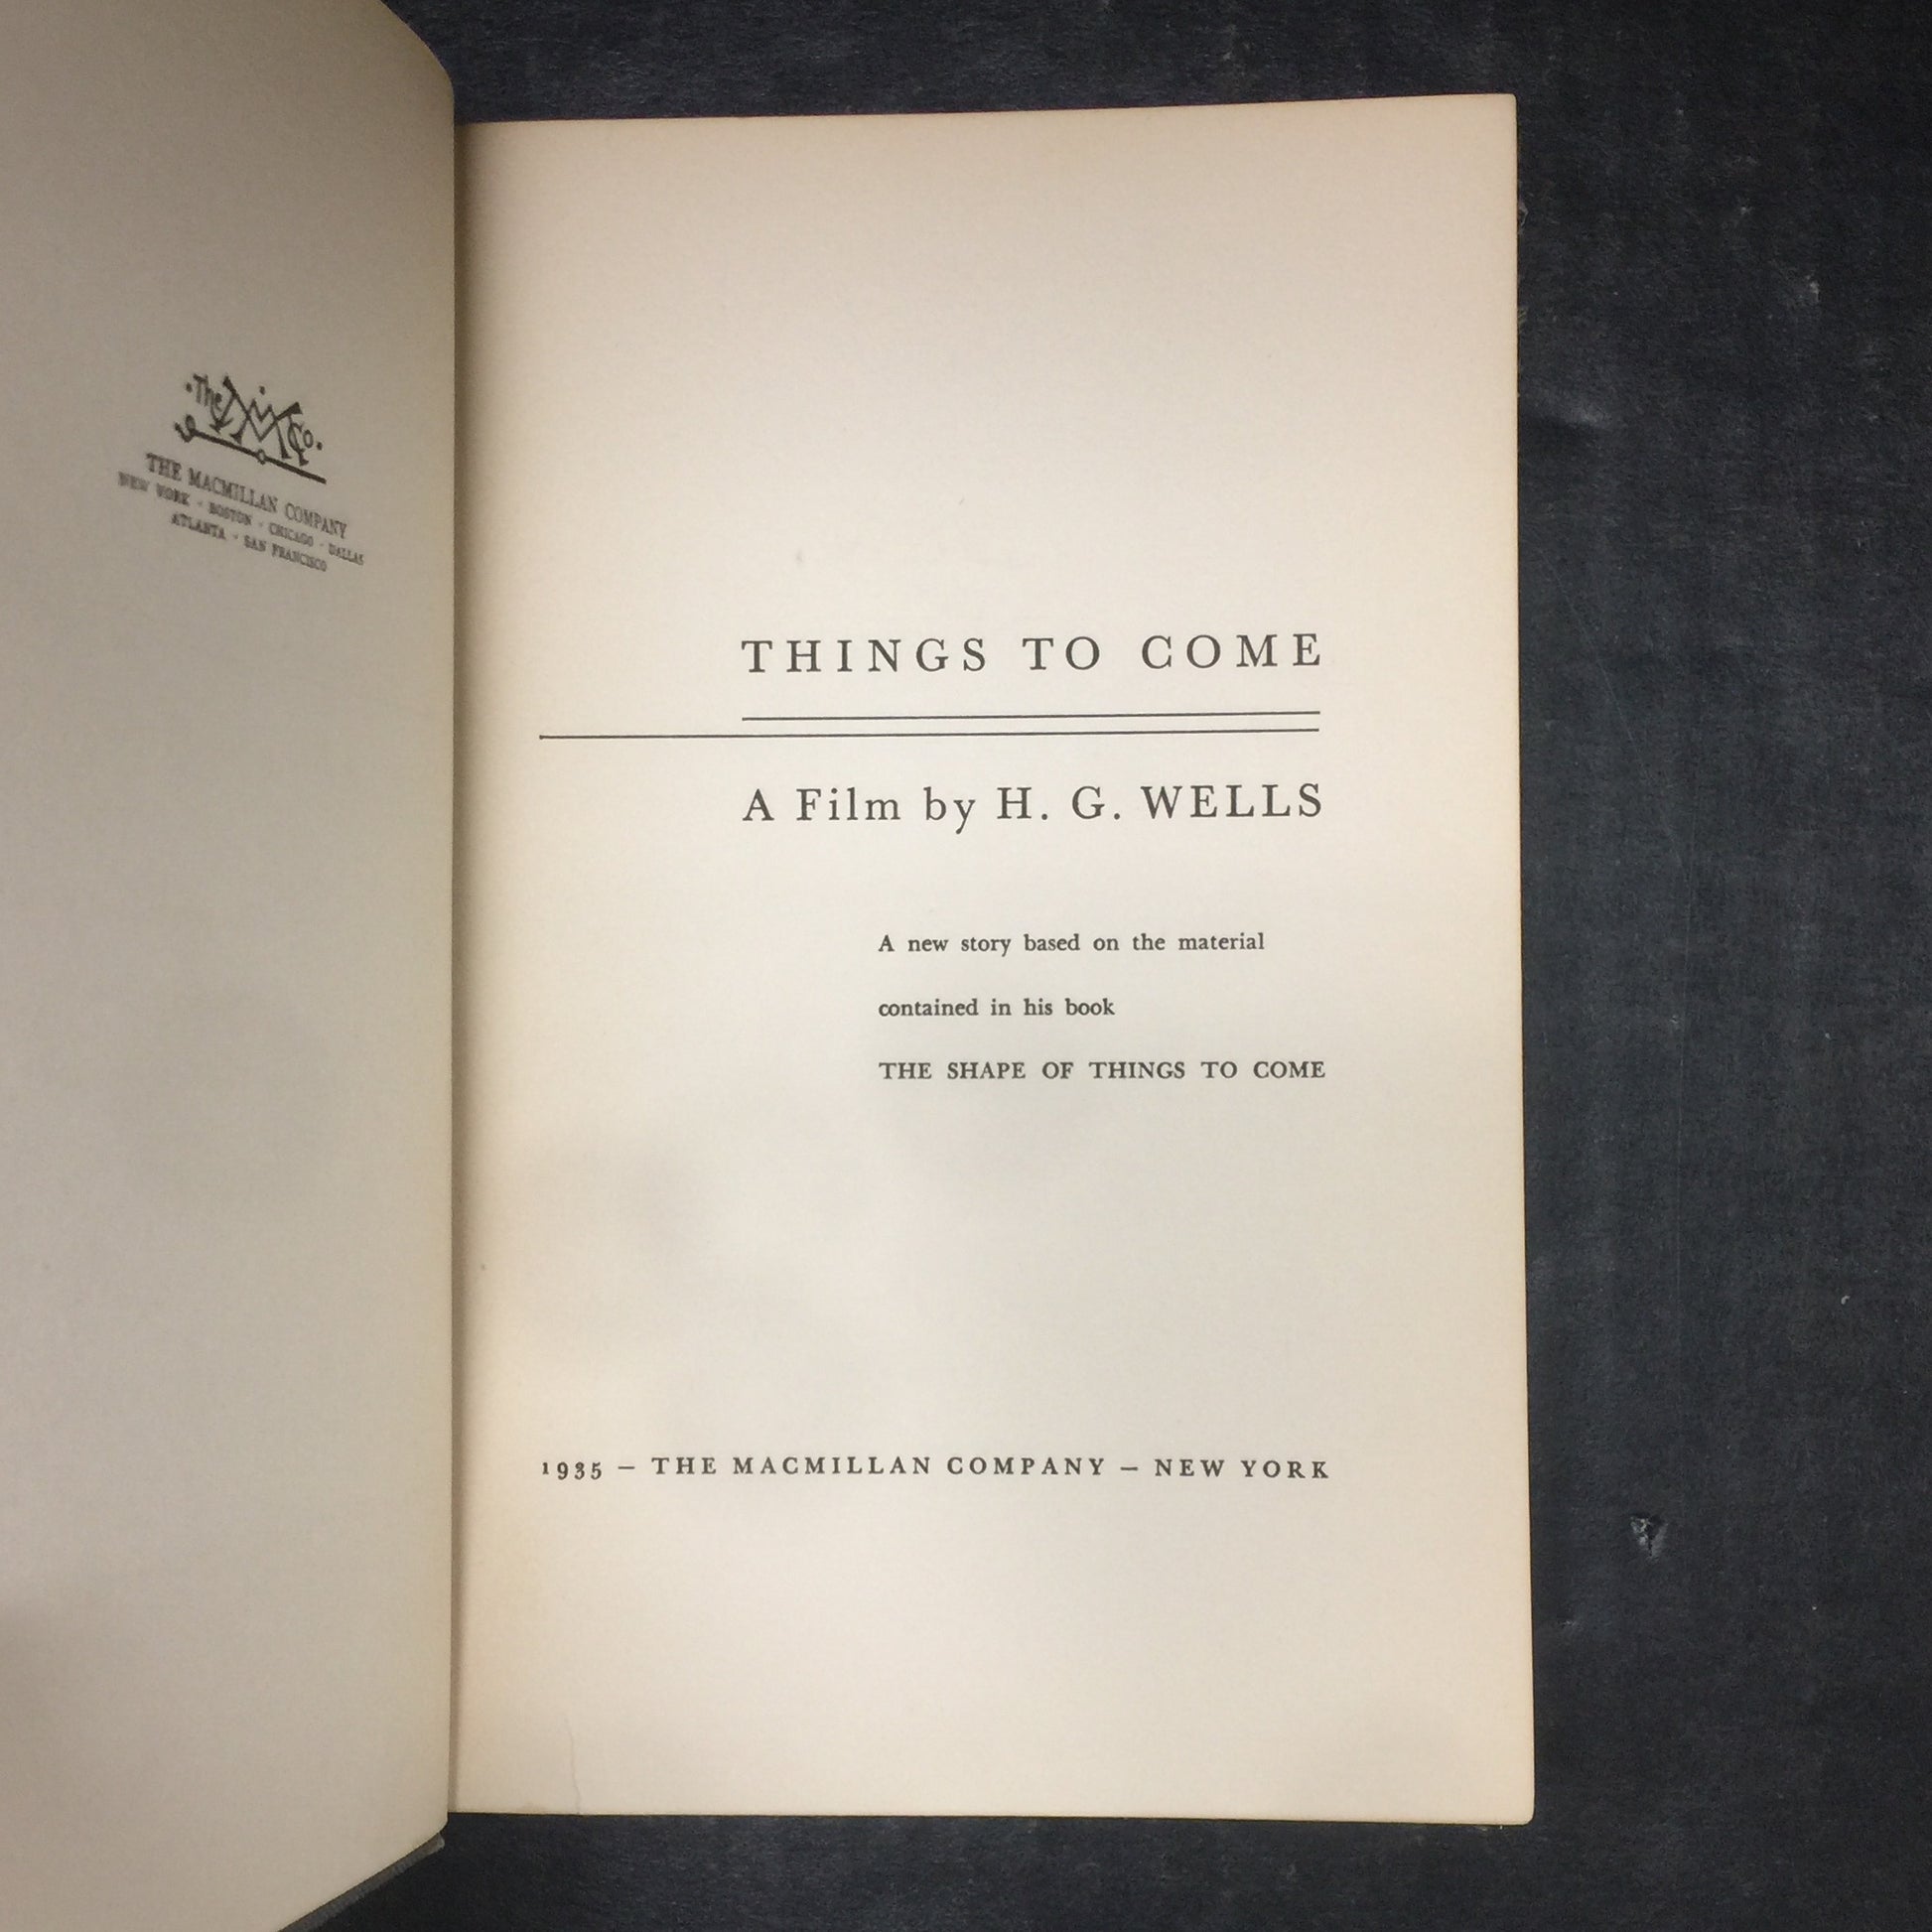 ·The MM Co.
THE MACMILLAN COMPANY
NEW YORK · BOSTON · CHICAGO · DALLAS
ATLANTA · SAN FRANCISCO
THINGS TO COME
A Film by H. G. WELLS
A new story based on the material
contained in his book
THE SHAPE OF THINGS TO COME
1935 — THE MACMILLAN COMPANY — NEW YORK